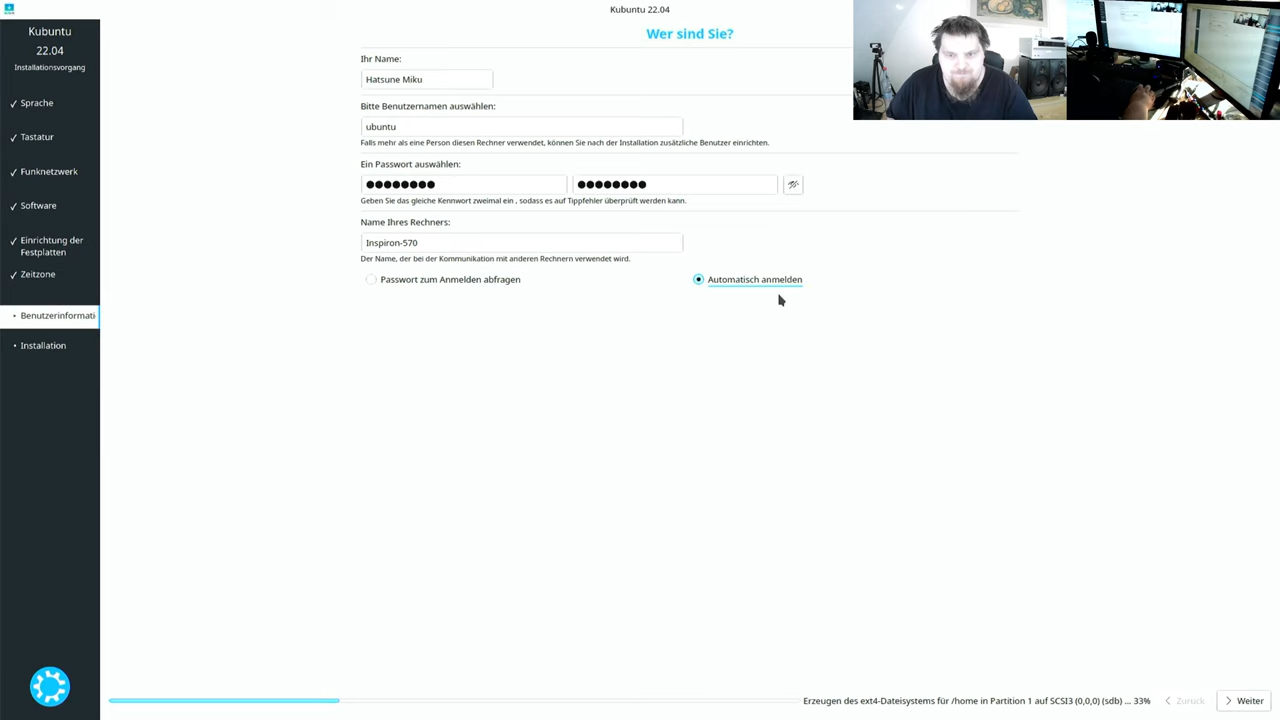 Kubuntu 22.04
Kubuntu
22.04
Installationsvorgang
✓ Sprache
✓ Tastatur
✓ Funknetzwerk
✓ Software
✓ Einrichtung der
Festplatten
✓ Zeitzone
• Benutzerinformati
• Installation
Wer sind Sie?
Ihr Name:
Hatsune Miku
Bitte Benutzernamen auswählen:
ubuntu
Falls mehr als eine Person diesen Rechner verwendet, können Sie nach der Installation zusätzliche Benutzer einrichten.
Ein Passwort auswählen:
●●●●●●●● ●●●●●●●●
Geben Sie das gleiche Kennwort zweimal ein , sodass es auf Tippfehler überprüft werden kann.
Name Ihres Rechners:
Inspiron-570
Der Name, der bei der Kommunikation mit anderen Rechnern verwendet wird.
Passwort zum Anmelden abfragen Automatisch anmelden
Erzeugen des ext4-Dateisystems für /home in Partition 1 auf SCSI3 (0,0,0) (sdb) ... 33% Zurück Weiter